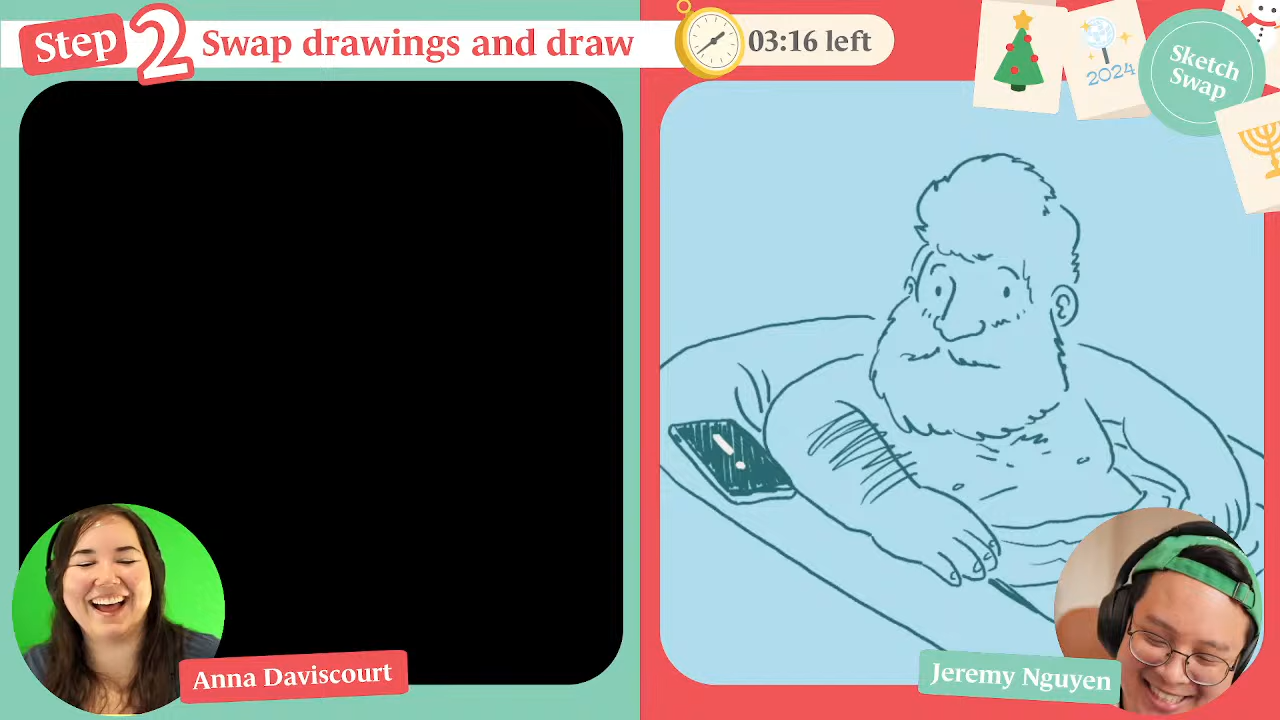 Step 2 Swap drawings and draw
03:16 left
2024
Sketch
Swap
Anna Daviscourt
Jeremy Nguyen